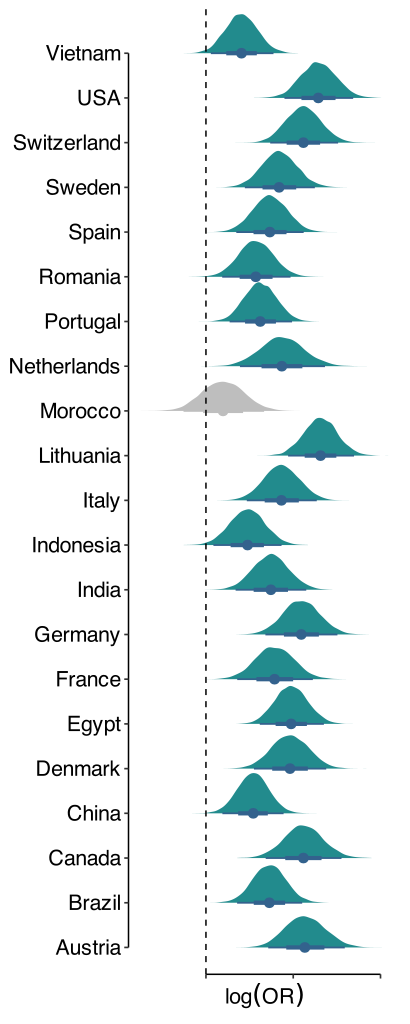 Vietnam
USA
Switzerland
Sweden
Spain
Romania
Portugal
Netherlands
Morocco
Lithuania
Italy
Indonesia
India
Germany
France
Egypt
Denmark
China
Canada
Brazil
Austria
log(OR)